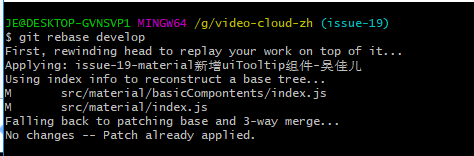 JE@DESKTOP-GVNSVP1 MINGW64 /g/video-cloud-zh (issue-19)
$ git rebase develop
First, rewinding head to replay your work on top of it...
Applying: issue-19-material新增uiTooltip组件-吴佳儿
Using index info to reconstruct a base tree...
M       src/material/basicCompontents/index.js
M       src/material/index.js
Falling back to patching base and 3-way merge...
No changes -- Patch already applied.